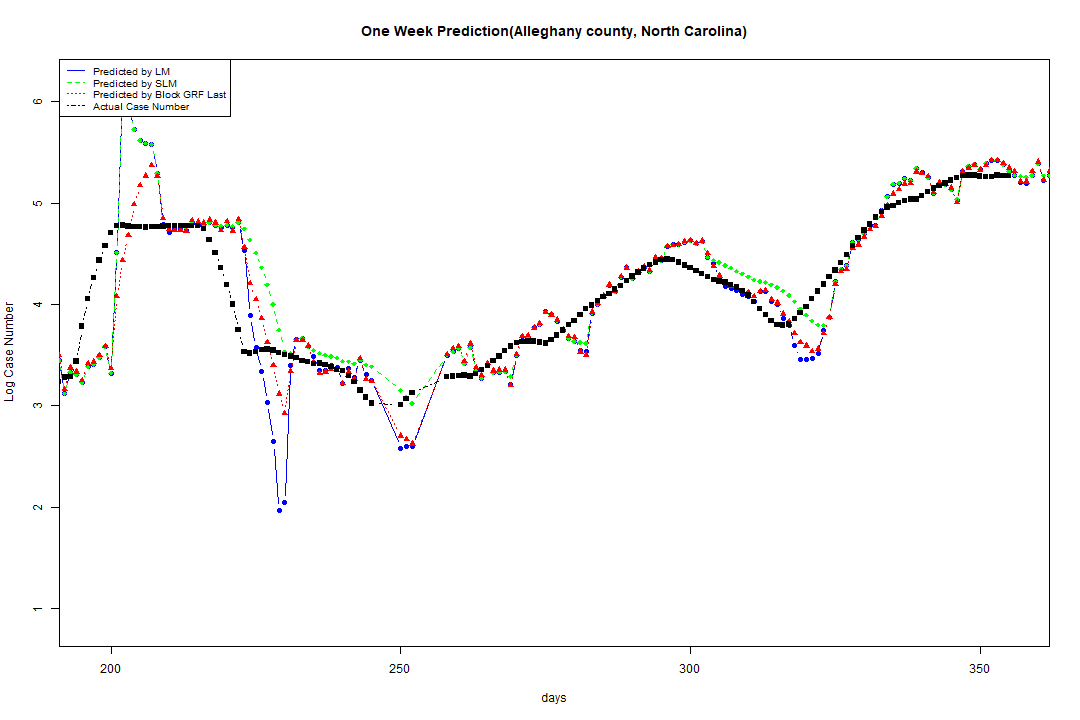 One Week Prediction(Alleghany county, North Carolina)
Predicted by LM
Predicted by SLM
Predicted by Block GRF Last
Actual Case Number
6
5
4
3
2
1
Log Case Number
200 250 300 350
days